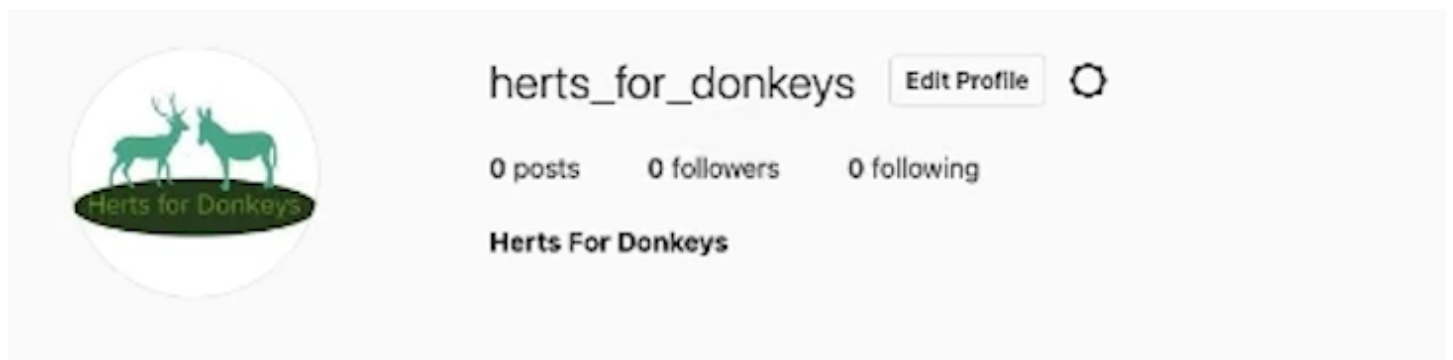 herts_for_donkeys Edit Profile
0 posts 0 followers 0 following
Herts for Donkeys
Herts For Donkeys